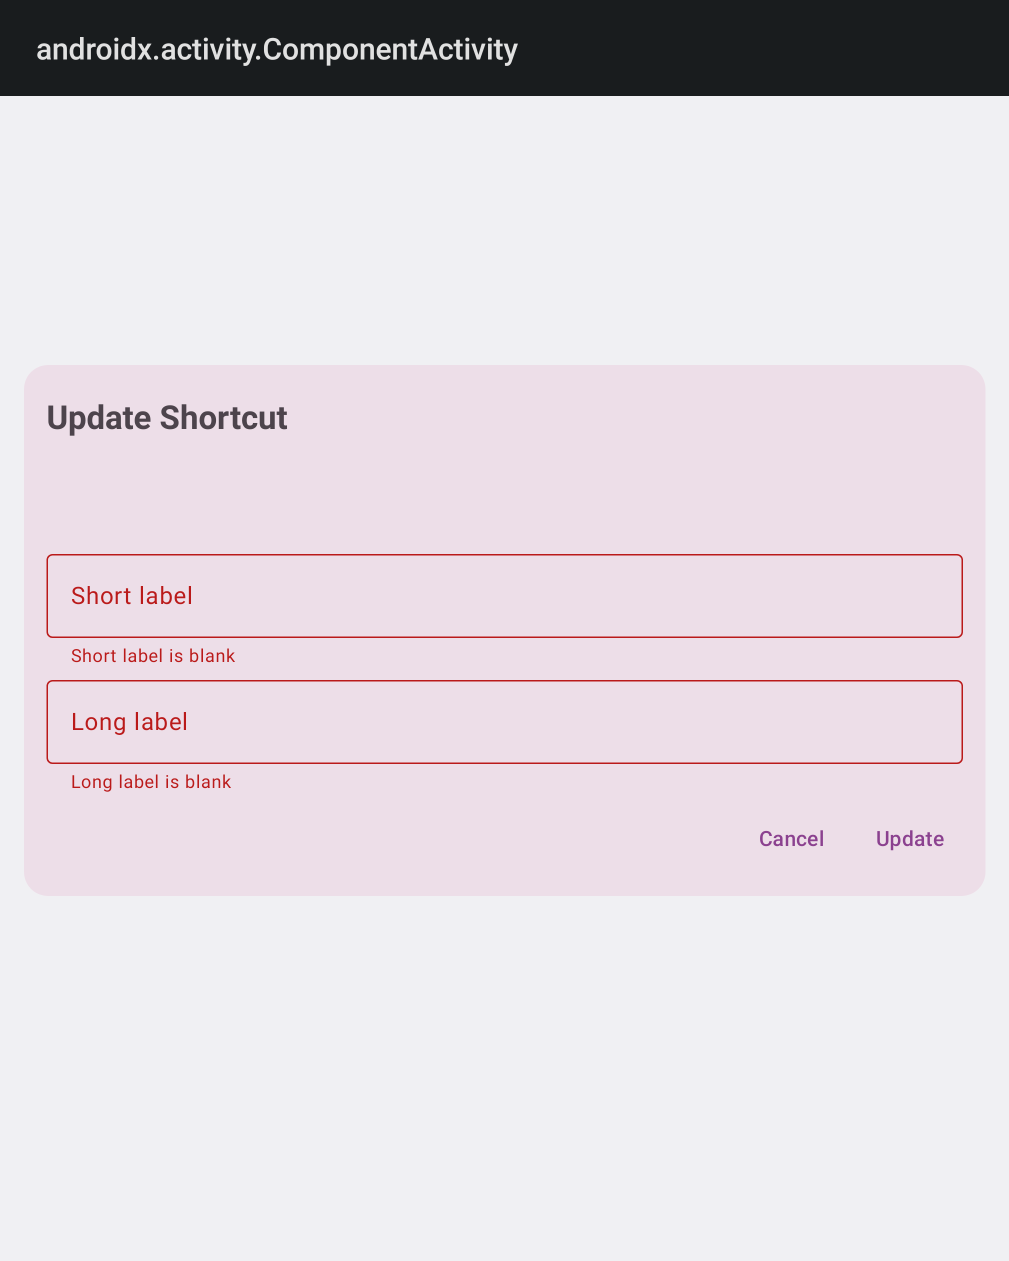 androidx.activity.ComponentActivity
Update Shortcut
Short label
Short label is blank
Long label
Long label is blank
Cancel Update